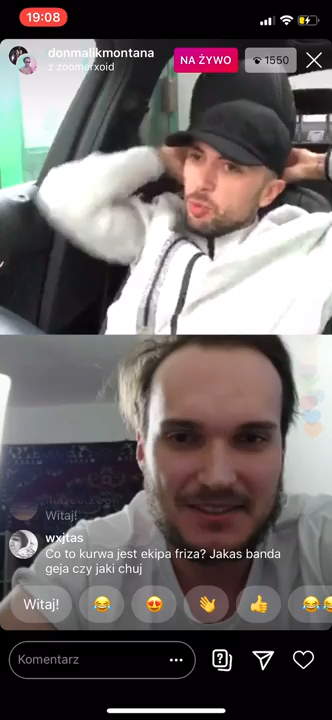 19:08
donmalikmontana
z zoomerxoid
NA ŻYWO
1550
Witaj!
wxjtas
Co to kurwa jest ekipa friza? Jakas banda
geja czy jaki chuj
Witaj!
Komentarz